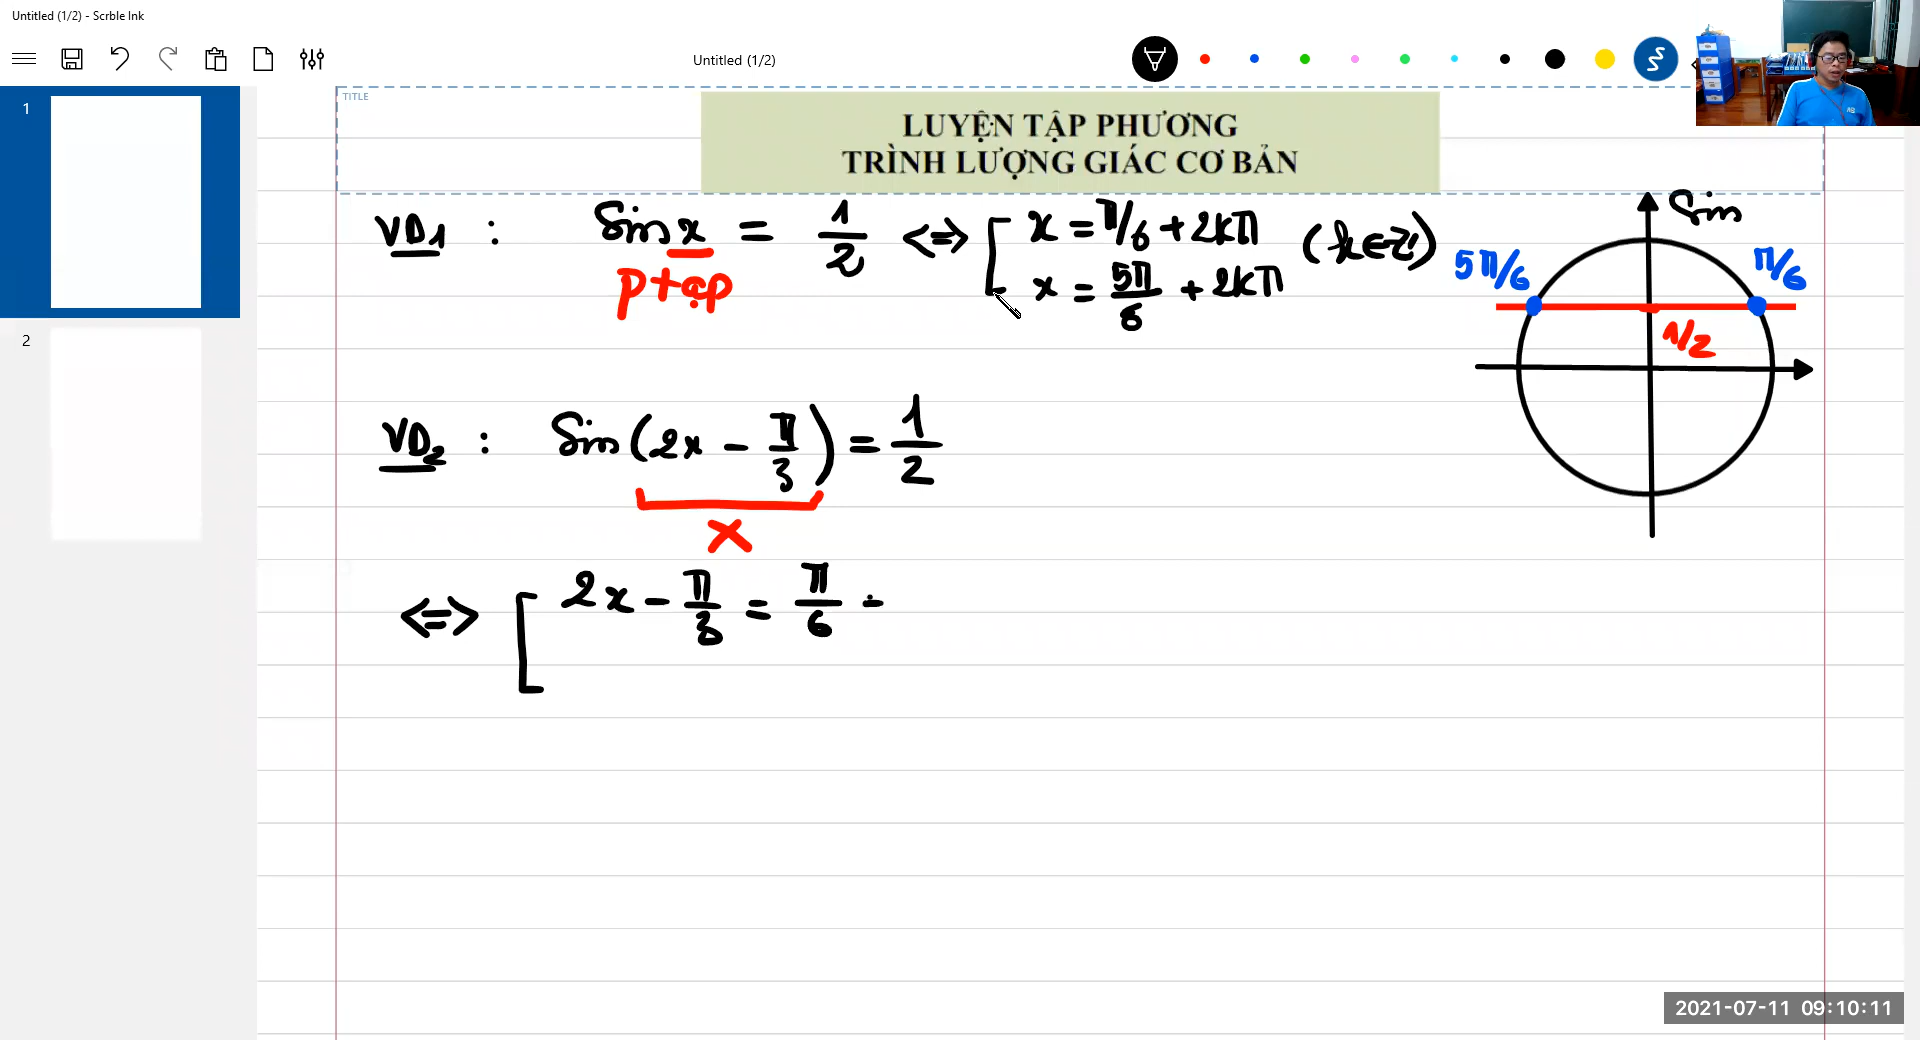 Untitled (1/2) - Scrble Ink
Untitled (1/2)
1
2
TITLE
LUYỆN TẬP PHƯƠNG
TRÌNH LƯỢNG GIÁC CƠ BẢN
VD1 : Sin x = 1/2 <=> [ x = π/6 + 2kπ (k∈Z)
x = 5π/6 + 2kπ
p tạp
Sin
5π/6
π/6
1/2
VD2 : Sin(2x - π/3) = 1/2
X
<=> [ 2x - π/3 = π/6
2021-07-11 09:10:11